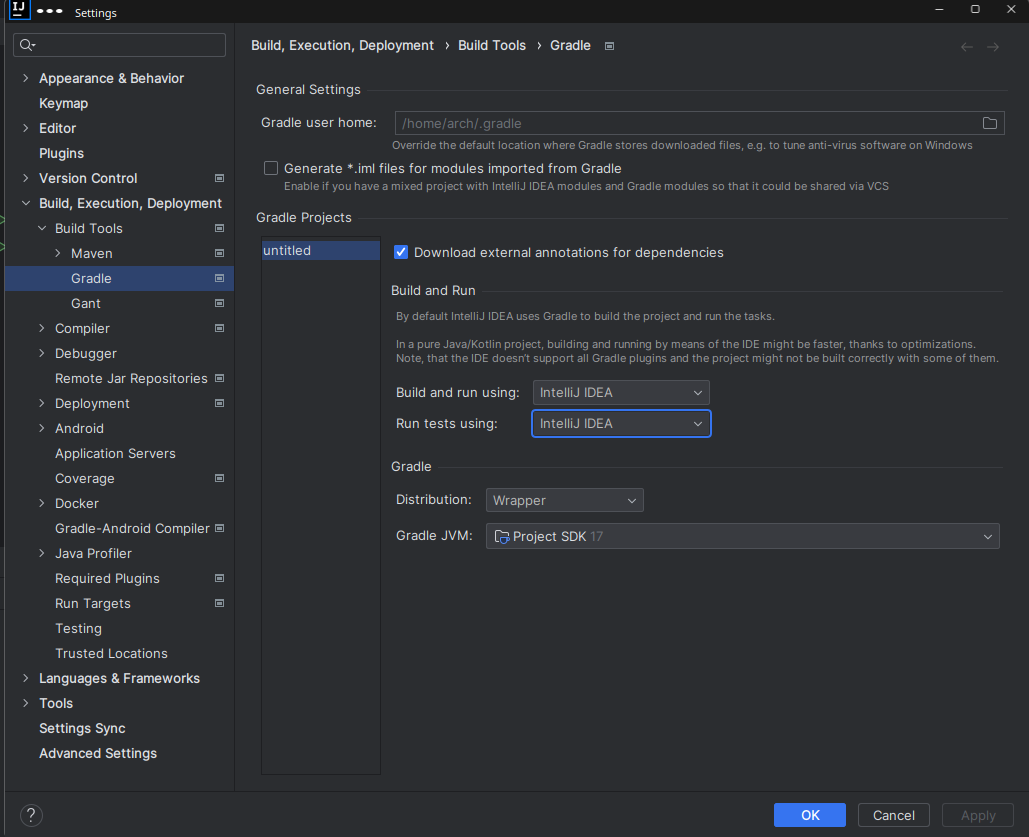 IJ
Settings
Build, Execution, Deployment › Build Tools › Gradle
Appearance & Behavior
Keymap
Editor
Plugins
Version Control
Build, Execution, Deployment
Build Tools
Maven
Gradle
Gant
Compiler
Debugger
Remote Jar Repositories
Deployment
Android
Application Servers
Coverage
Docker
Gradle-Android Compiler
Java Profiler
Required Plugins
Run Targets
Testing
Trusted Locations
Languages & Frameworks
Tools
Settings Sync
Advanced Settings
General Settings
Gradle user home: /home/arch/.gradle
Override the default location where Gradle stores downloaded files, e.g. to tune anti-virus software on Windows
Generate *.iml files for modules imported from Gradle
Enable if you have a mixed project with IntelliJ IDEA modules and Gradle modules so that it could be shared via VCS
Gradle Projects
untitled
Download external annotations for dependencies
Build and Run
By default IntelliJ IDEA uses Gradle to build the project and run the tasks.
In a pure Java/Kotlin project, building and running by means of the IDE might be faster, thanks to optimizations.
Note, that the IDE doesn't support all Gradle plugins and the project might not be built correctly with some of them.
Build and run using: IntelliJ IDEA
Run tests using: IntelliJ IDEA
Gradle
Distribution: Wrapper
Gradle JVM: Project SDK 17
?
OK
Cancel
Apply